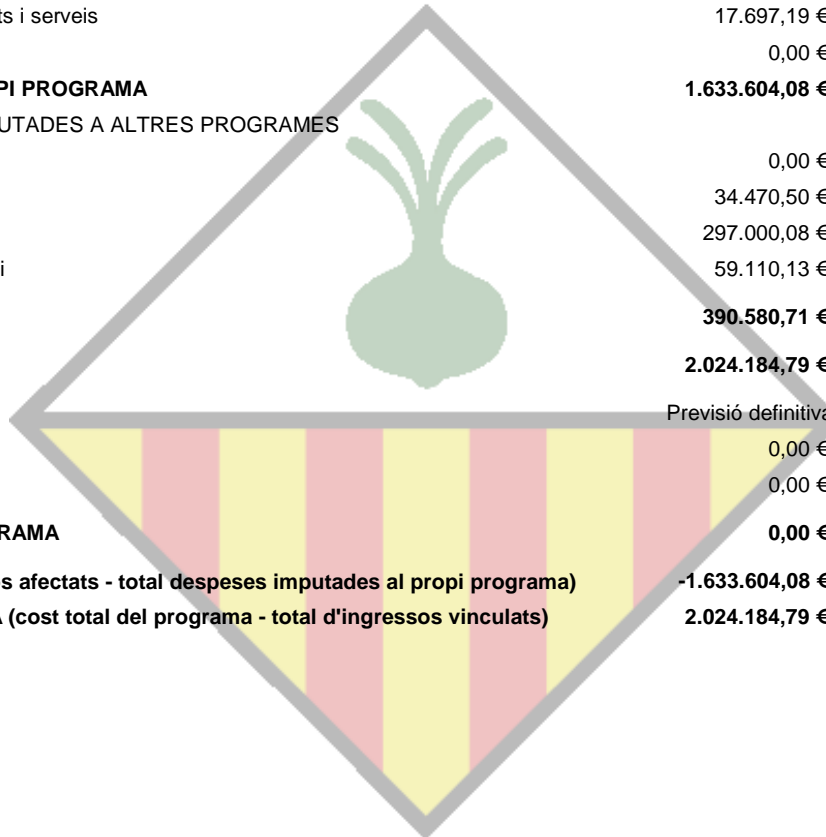 ts i serveis 17.697,19 €
0,00 €
PI PROGRAMA 1.633.604,08 €
UTADES A ALTRES PROGRAMES
0,00 €
34.470,50 €
297.000,08 €
i 59.110,13 €
390.580,71 €
2.024.184,79 €
Previsió definitiva
0,00 €
0,00 €
RAMA 0,00 €
s afectats - total despeses imputades al propi programa) -1.633.604,08 €
A (cost total del programa - total d'ingressos vinculats) 2.024.184,79 €